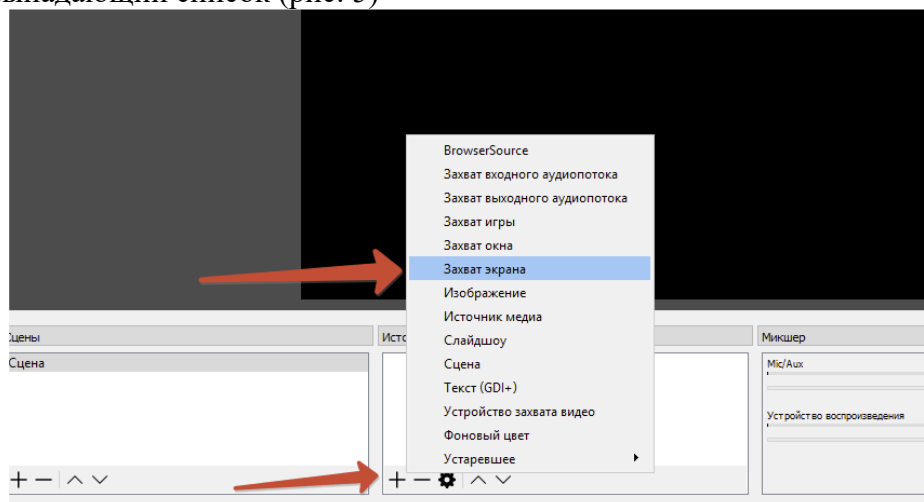 выпадающий список (рис. 5)
BrowserSource
Захват входного аудиопотока
Захват выходного аудиопотока
Захват игры
Захват окна
Захват экрана
Изображение
Источник медиа
Слайдшоу
Сцена
Текст (GDI+)
Устройство захвата видео
Фоновый цвет
Устаревшее
Сцены
Сцена
Микшер
Mic/Aux
Устройство воспроизведения